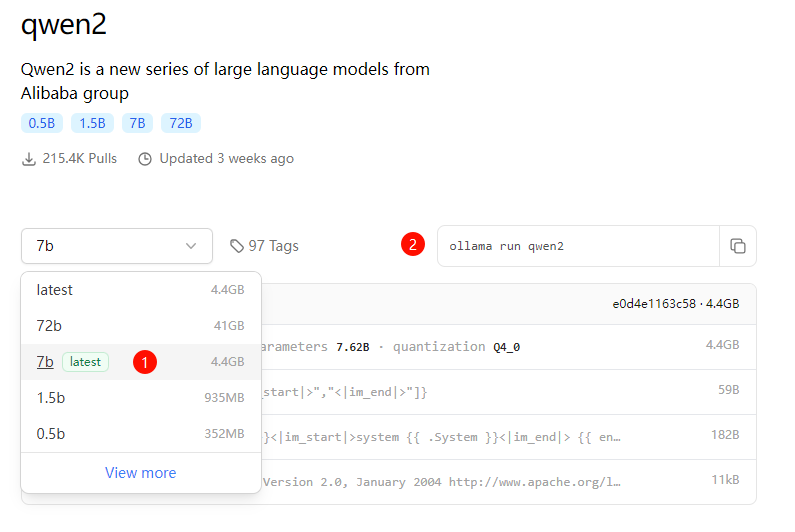 qwen2
Qwen2 is a new series of large language models from
Alibaba group
0.5B 1.5B 7B 72B
215.4K Pulls Updated 3 weeks ago
7b 97 Tags 2 ollama run qwen2
latest 4.4GB
72b 41GB
7b latest 1 4.4GB
1.5b 935MB
0.5b 352MB
View more
e0d4e1163c58 · 4.4GB
arameters 7.62B · quantization Q4_0 4.4GB
_start|>","<|im_end|>"]} 59B
}<|im_start|>system {{ .System }}<|im_end|> {{ en… 182B
Version 2.0, January 2004 http://www.apache.org/l… 11kB